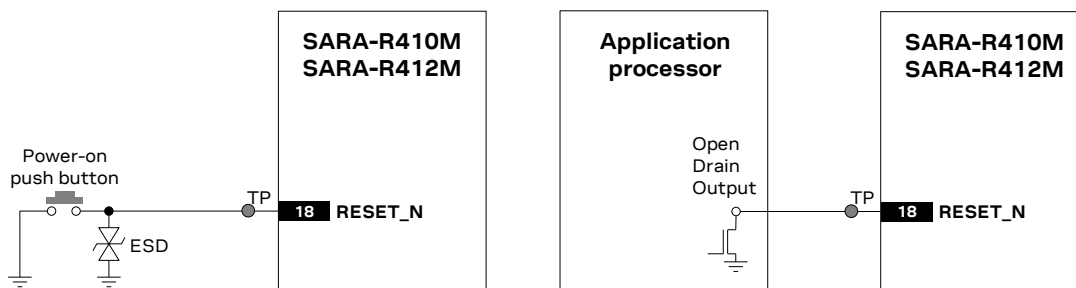 SARA-R410M
SARA-R412M
Power-on
push button
TP
18 RESET_N
ESD
Application
processor
Open
Drain
Output
SARA-R410M
SARA-R412M
TP
18 RESET_N